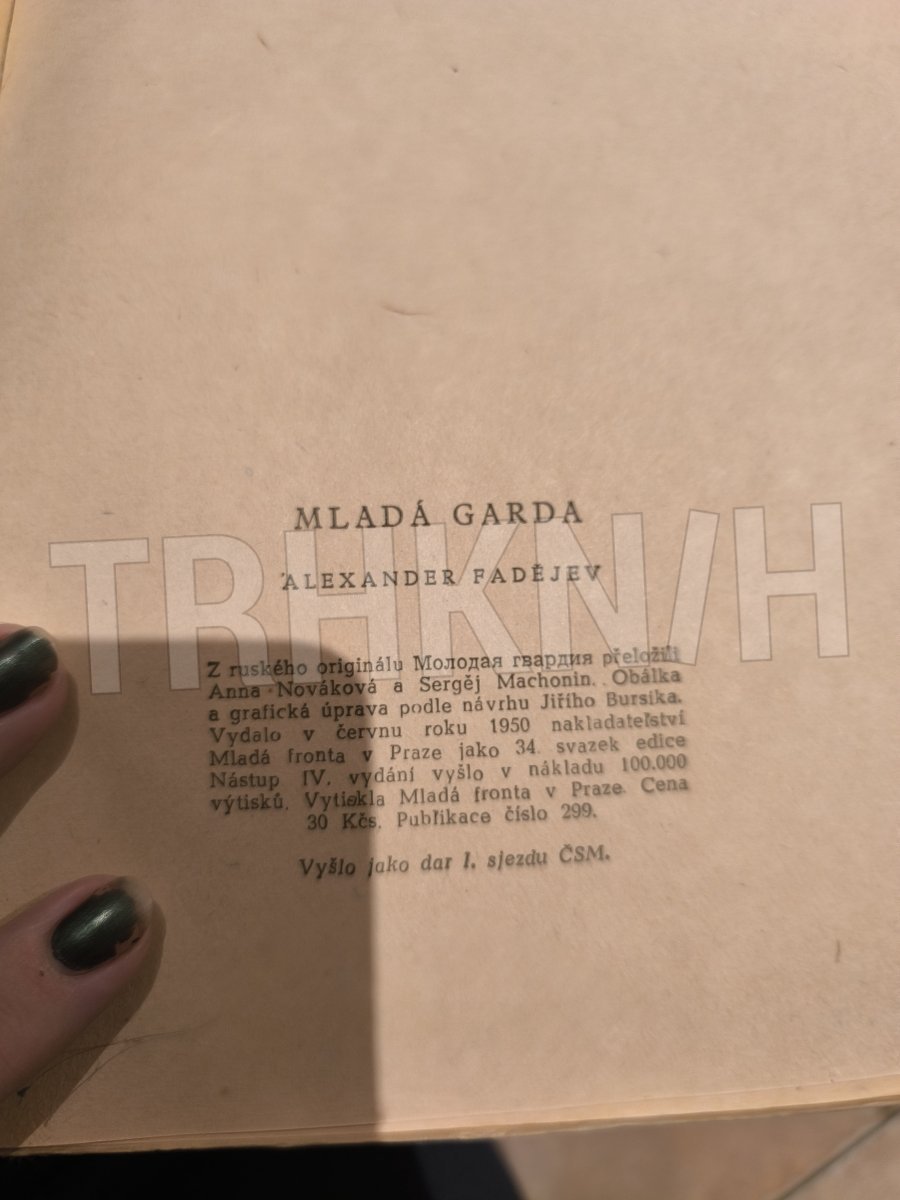 MLADÁ GARDA
ALEXANDER FADĚJEV
TRHKNIH
Z ruského originálu Молодая гвардия přeložili
Anna Nováková a Sergěj Machonin. Obálka
a grafická úprava podle návrhu Jiřího Bursíka.
Vydalo v červnu roku 1950 nakladatelství
Mladá fronta v Praze jako 34. svazek edice
Nástup. IV. vydání vyšlo v nákladu 100.000
výtisků. Vytiskla Mladá fronta v Praze. Cena
30 Kčs. Publikace číslo 299.
Vyšlo jako dar I. sjezdu ČSM.